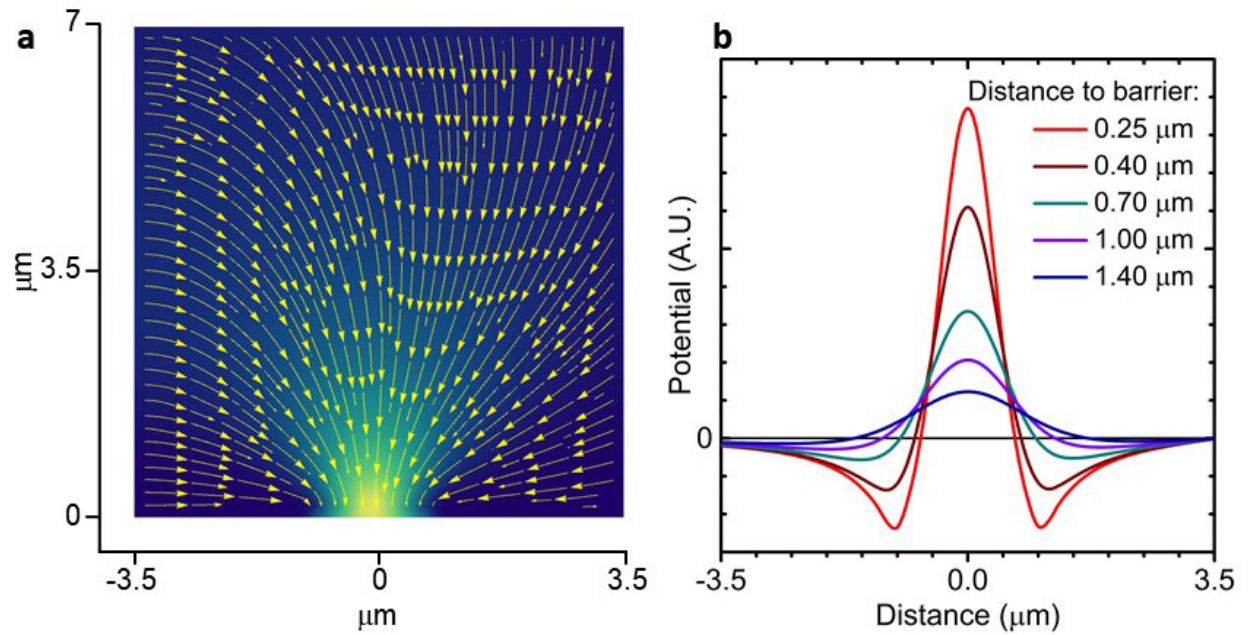 a
7
3.5
0
μm
-3.5
0
3.5
μm
b
Distance to barrier:
0.25 μm
0.40 μm
0.70 μm
1.00 μm
1.40 μm
Potential (A.U.)
0
-3.5
0.0
3.5
Distance (μm)